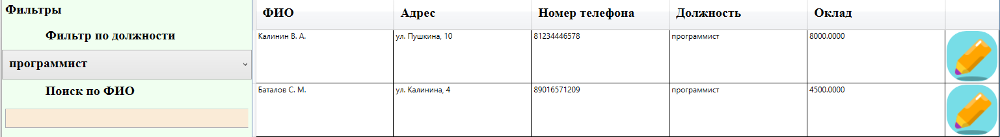 Фильтры
Фильтр по должности
программист
Поиск по ФИО
ФИО Адрес Номер телефона Должность Оклад
Калинин В. А. ул. Пушкина, 10 81234446578 программист 8000.0000
Баталов С. М. ул. Калинина, 4 89016571209 программист 4500.0000